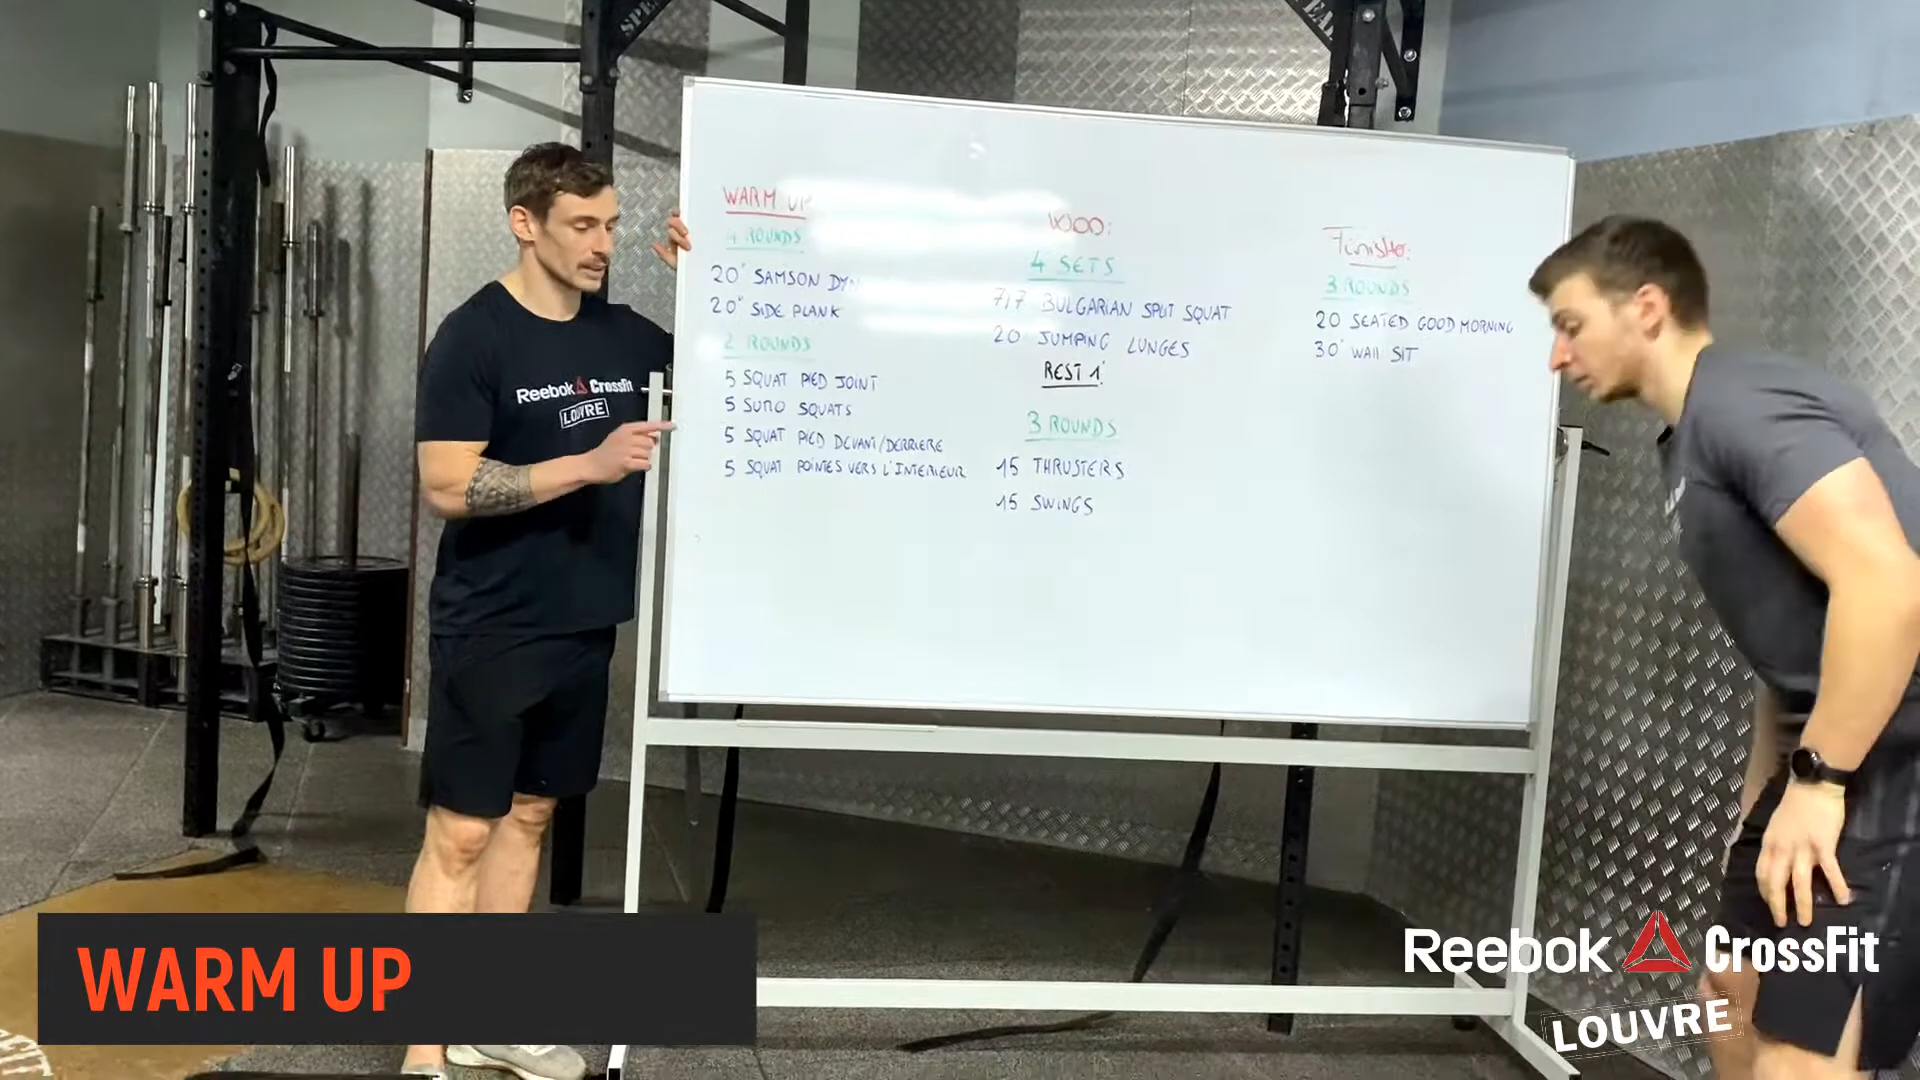 WARM UP
4 ROUNDS
20" SAMSON DYN
20" SIDE PLANK
2 ROUNDS
5 SQUAT PIED JOINT
5 SUMO SQUATS
5 SQUAT PIED DEVANT/DERRIERE
5 SQUAT POINTES VERS L'INTERIEUR
WOD:
4 SETS
7/7 BULGARIAN SPLIT SQUAT
20 JUMPING LUNGES
REST 1'
3 ROUNDS
15 THRUSTERS
15 SWINGS
Finisher:
3 ROUNDS
20 SEATED GOOD MORNING
30" WALL SIT
Reebok CrossFit
LOUVRE
WARM UP
Reebok CrossFit
LOUVRE